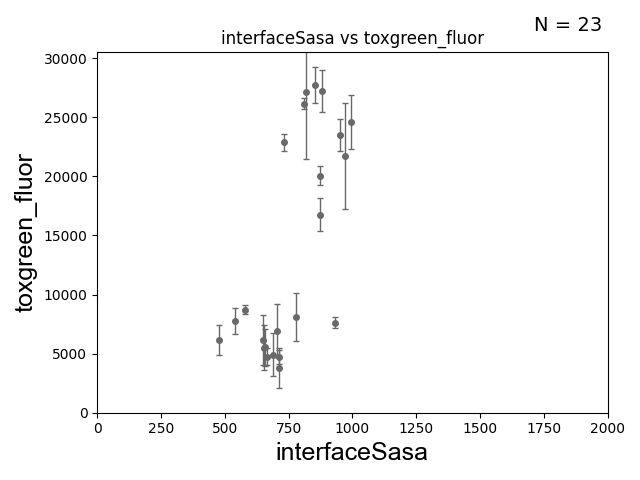 N = 23
interfaceSasa vs toxgreen_fluor
30000
25000
20000
15000
10000
5000
0
toxgreen_fluor
0 250 500 750 1000 1250 1500 1750 2000
interfaceSasa